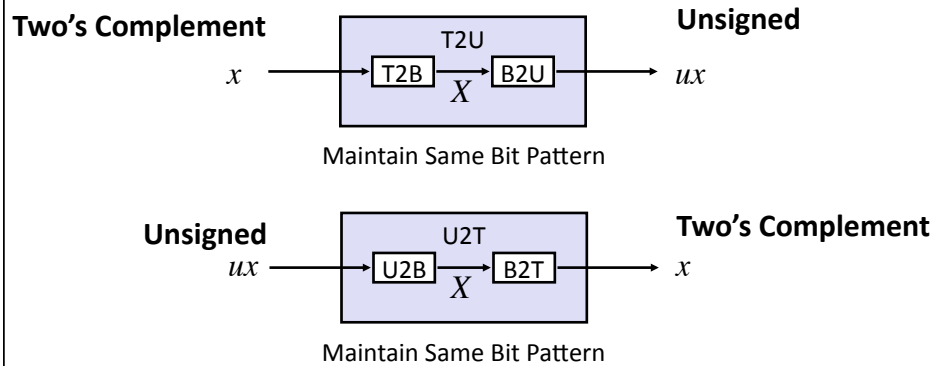 Two's Complement
Unsigned
T2U
x
T2B
X
B2U
ux
Maintain Same Bit Pattern
Unsigned
Two's Complement
U2T
ux
U2B
X
B2T
x
Maintain Same Bit Pattern